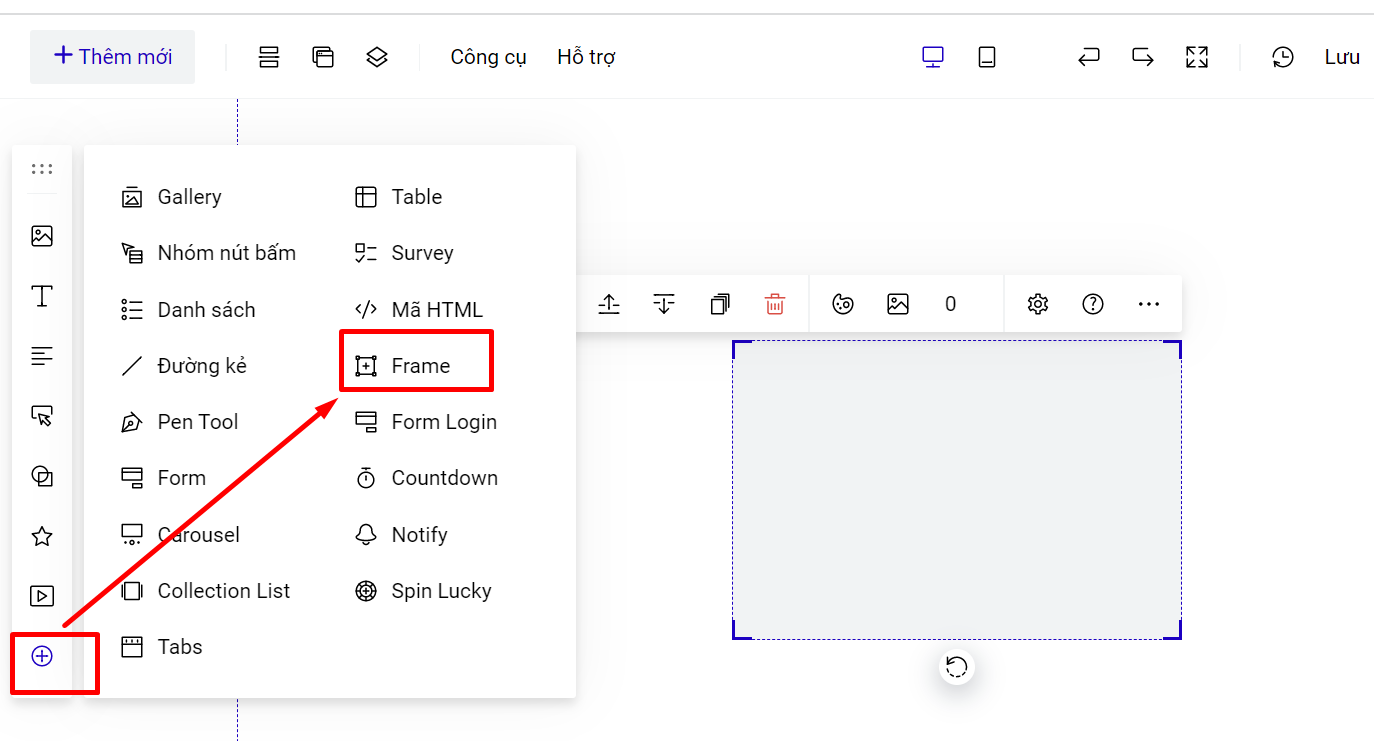 Thêm mới
Công cụ
Hỗ trợ
Lưu
Gallery
Table
Nhóm nút bấm
Survey
Danh sách
Mã HTML
Đường kẻ
Frame
Pen Tool
Form Login
Form
Countdown
Carousel
Notify
Collection List
Spin Lucky
Tabs
0